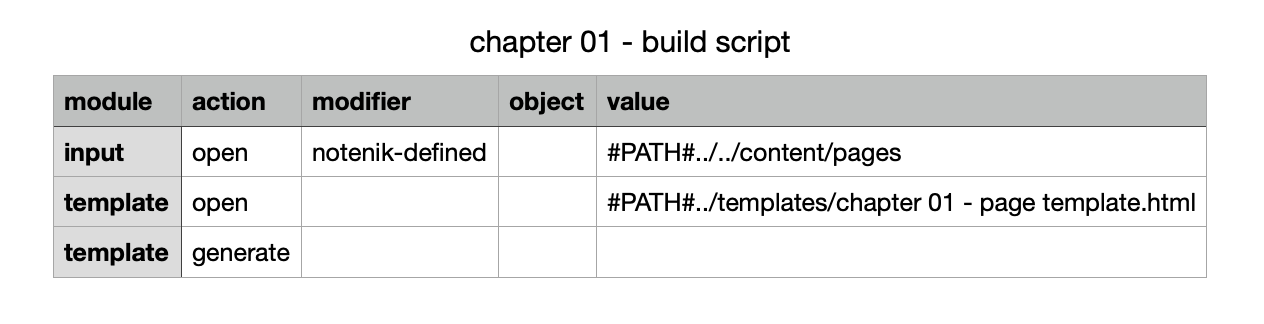 chapter 01 - build script
module action modifier object value
input open notenik-defined #PATH#../../content/pages
template open #PATH#../templates/chapter 01 - page template.html
template generate